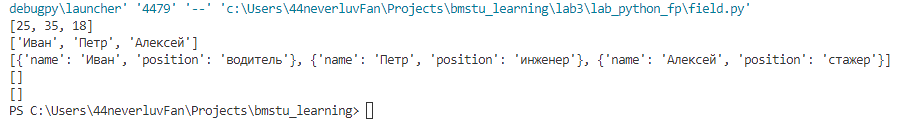 debugpy\launcher' '4479' '--' 'c:\Users\44neverluvFan\Projects\bmstu_learning\lab3\lab_python_fp\field.py'
[25, 35, 18]
['Иван', 'Петр', 'Алексей']
[{'name': 'Иван', 'position': 'водитель'}, {'name': 'Петр', 'position': 'инженер'}, {'name': 'Алексей', 'position': 'стажер'}]
[]
[]
PS C:\Users\44neverluvFan\Projects\bmstu_learning>